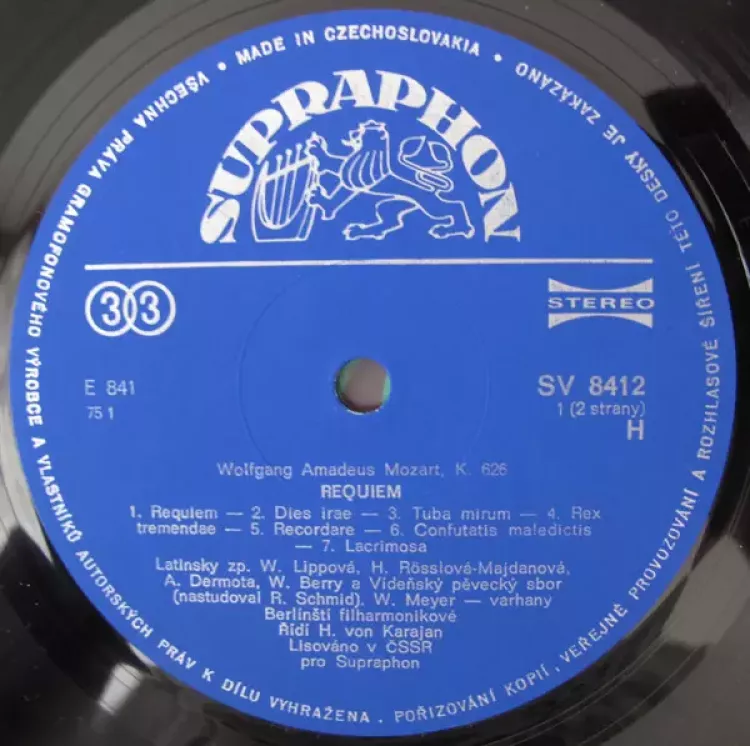 VŠECHNA PRÁVA GRAMOFONOVÉHO VÝROBCE A VLASTNÍKŮ AUTORSKÝCH PRÁV K DÍLU VYHRAŽENA. POŘIZOVÁNÍ KOPIÍ, VEŘEJNÉ PROVOZOVÁNÍ A ROZHLASOVÉ ŠÍŘENÍ TÉTO DESKY JE ZAKÁZÁNO • MADE IN CZECHOSLOVAKIA •
SUPRAPHON
33
STEREO
E 841
SV 8412
75 1
1 (2 strany)
H
Wolfgang Amadeus Mozart, K. 626
REQUIEM
1. Requiem — 2. Dies irae — 3. Tuba mirum — 4. Rex
tremendae — 5. Recordare — 6. Confutatis maledictis
— 7. Lacrimosa
Latinsky zp. W. Lippová, H. Rösslová-Majdanová,
A. Dermota, W. Berry a Vídeňský pěvecký sbor
(nastudoval R. Schmid), W. Meyer — varhany
Berlínští filharmonikové
Řídí H. von Karajan
Lisováno v ČSSR
pro Supraphon